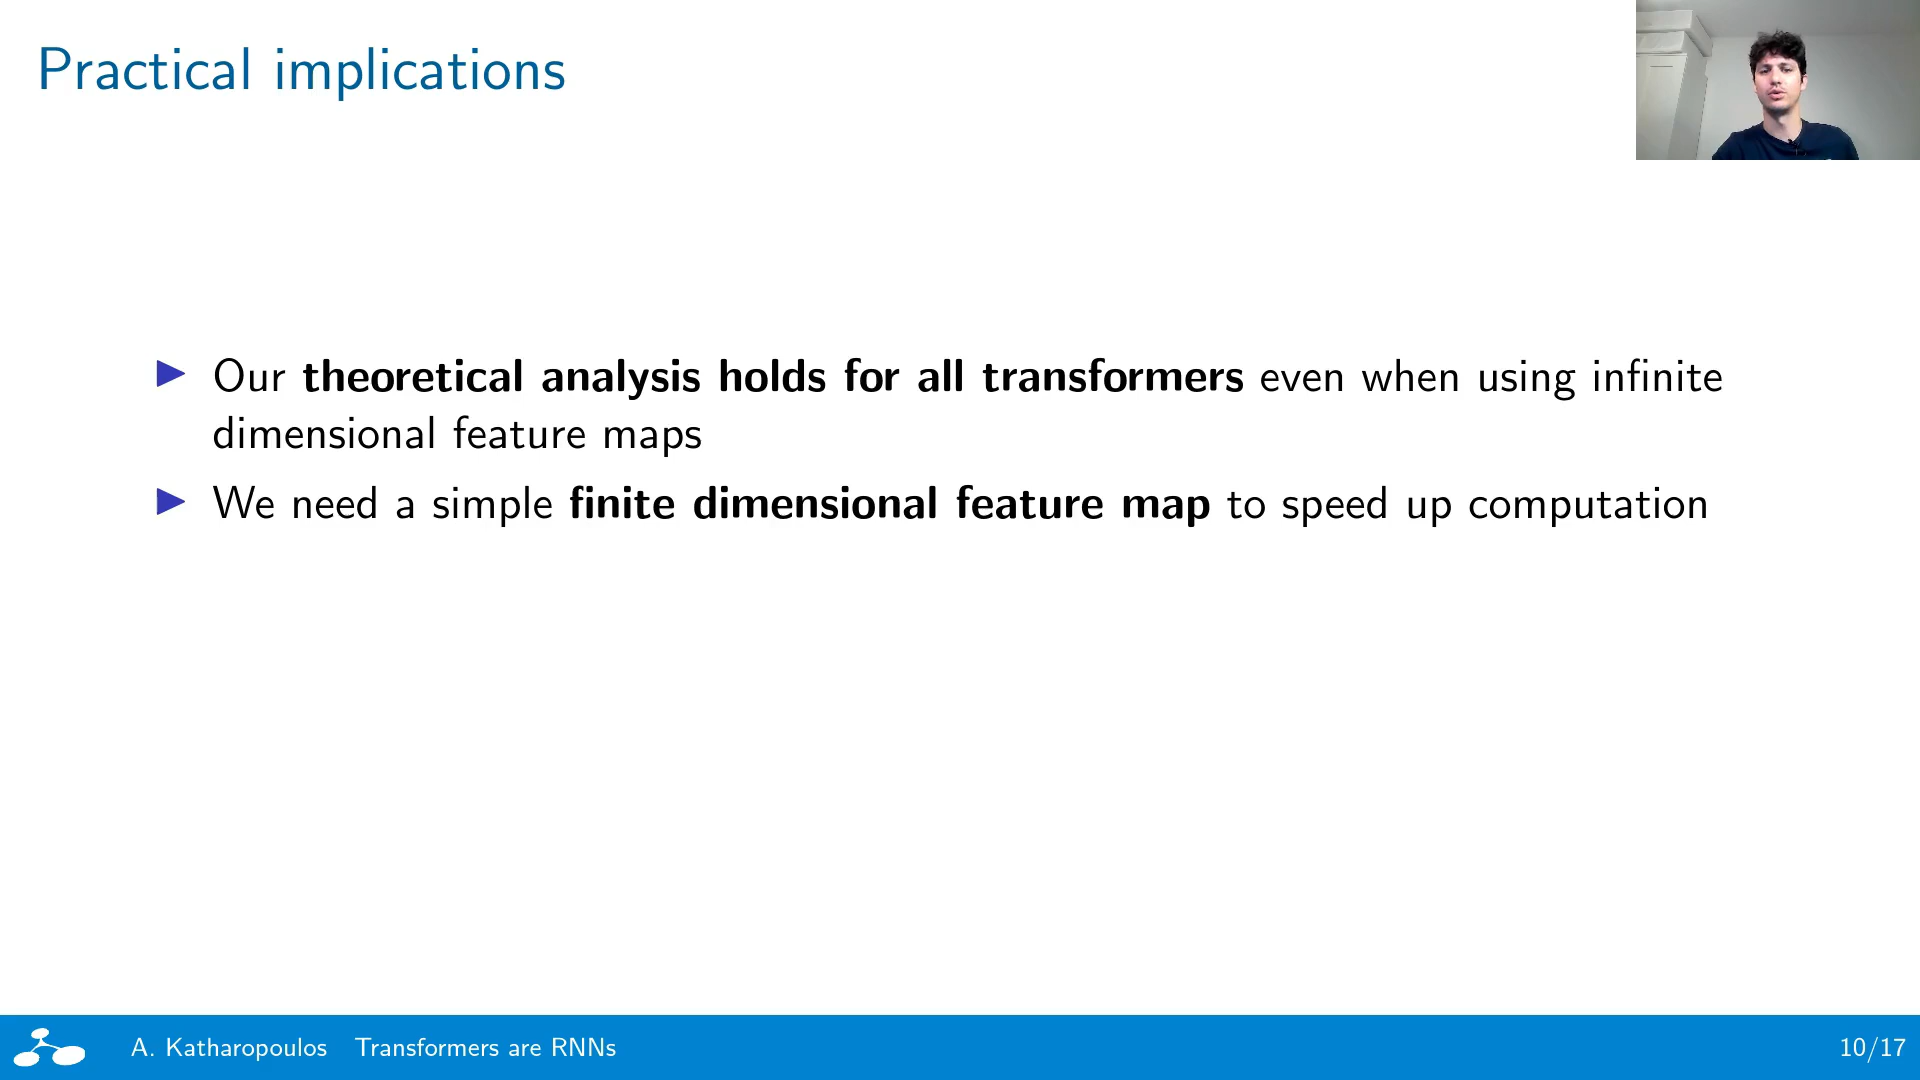 Practical implications
Our theoretical analysis holds for all transformers even when using infinite
dimensional feature maps
We need a simple finite dimensional feature map to speed up computation
A. Katharopoulos Transformers are RNNs 10/17